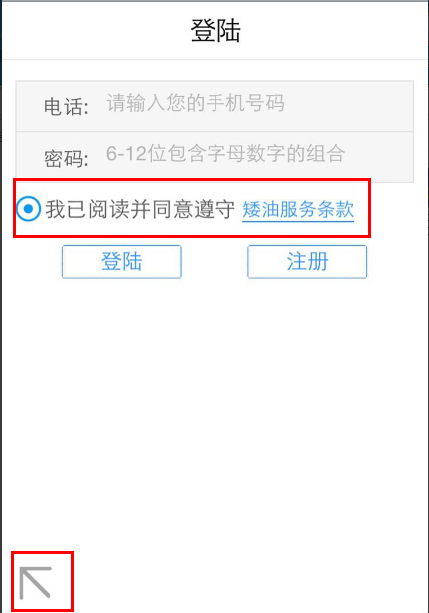 登陆
电话: 请输入您的手机号码
密码: 6-12位包含字母数字的组合
我已阅读并同意遵守 矮油服务条款
登陆 注册